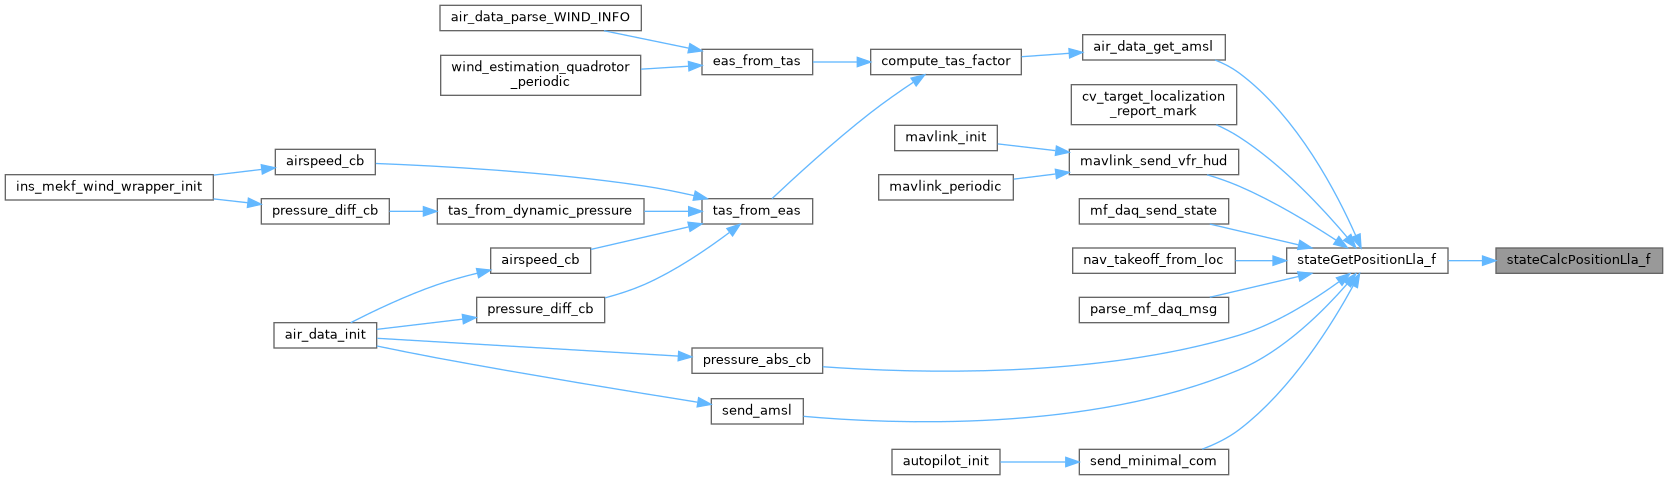 air_data_parse_WIND_INFO
wind_estimation_quadrotor
_periodic
eas_from_tas
compute_tas_factor
air_data_get_amsl
cv_target_localization
_report_mark
mavlink_init
mavlink_send_vfr_hud
mavlink_periodic
airspeed_cb
ins_mekf_wind_wrapper_init
pressure_diff_cb
tas_from_dynamic_pressure
tas_from_eas
mf_daq_send_state
airspeed_cb
nav_takeoff_from_loc
stateGetPositionLla_f
stateCalcPositionLla_f
pressure_diff_cb
parse_mf_daq_msg
air_data_init
pressure_abs_cb
send_amsl
autopilot_init
send_minimal_com